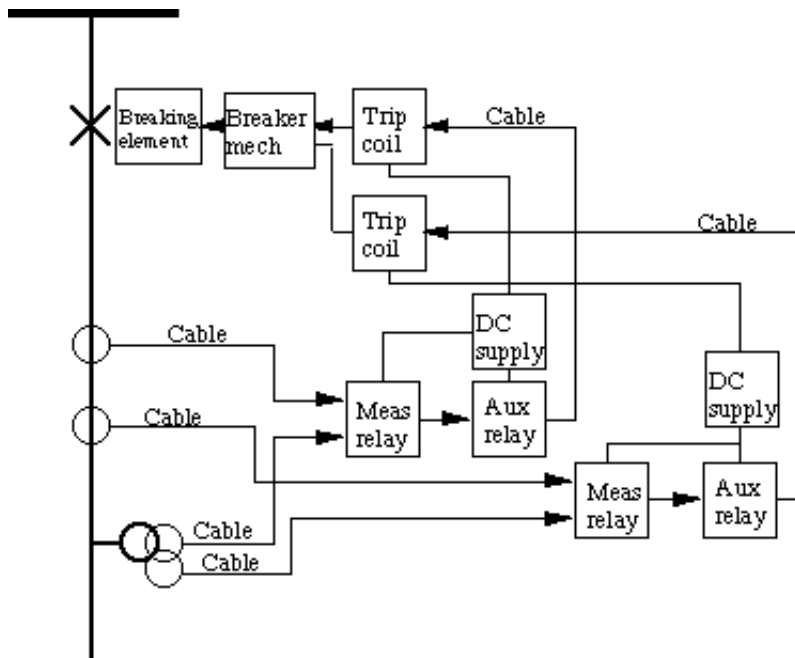 Breaking
element
Breaker
mech
Trip
coil
Cable
Trip
coil
Cable
Cable
DC
supply
Meas
relay
Aux
relay
Cable
DC
supply
Meas
relay
Aux
relay
Cable
Cable